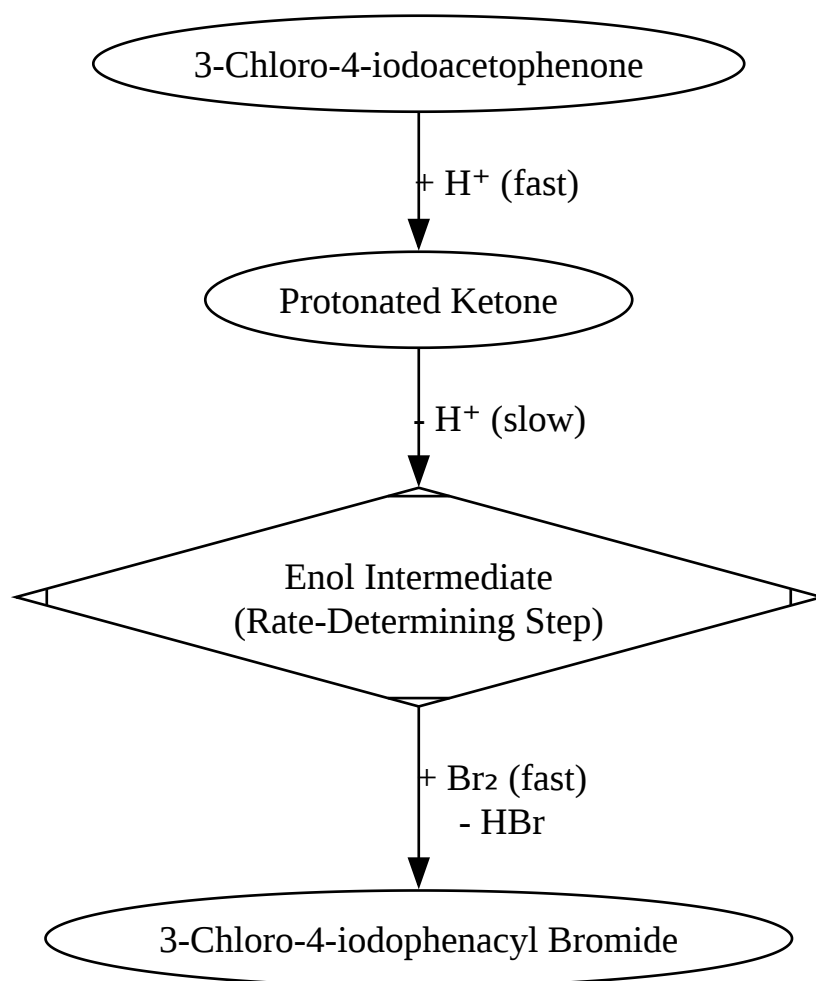 3-Chloro-4-iodoacetophenone
+ H⁺ (fast)
Protonated Ketone
- H⁺ (slow)
Enol Intermediate
(Rate-Determining Step)
+ Br₂ (fast)
- HBr
3-Chloro-4-iodophenacyl Bromide